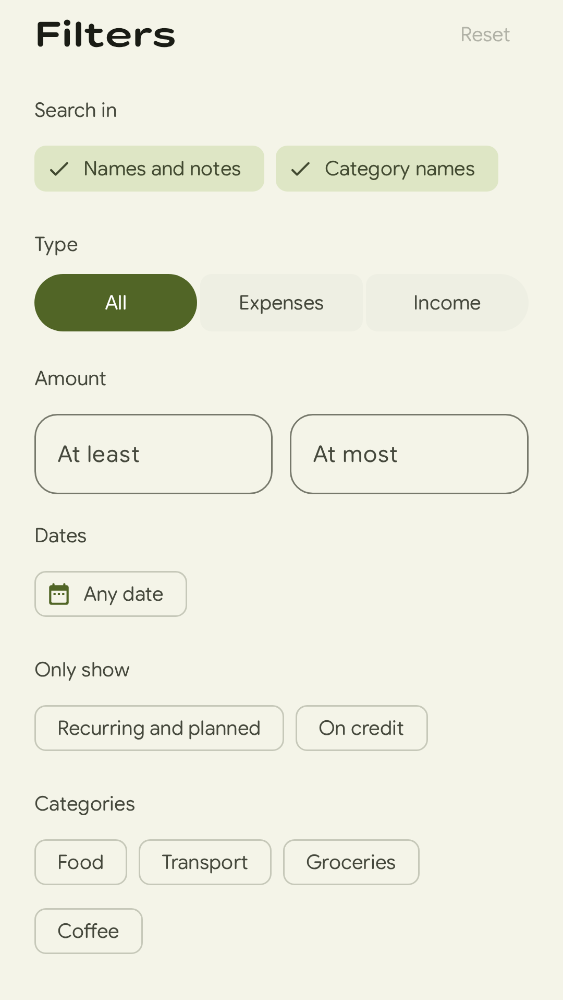 Filters Reset
Search in
Names and notes Category names
Type
All Expenses Income
Amount
At least At most
Dates
Any date
Only show
Recurring and planned On credit
Categories
Food Transport Groceries
Coffee